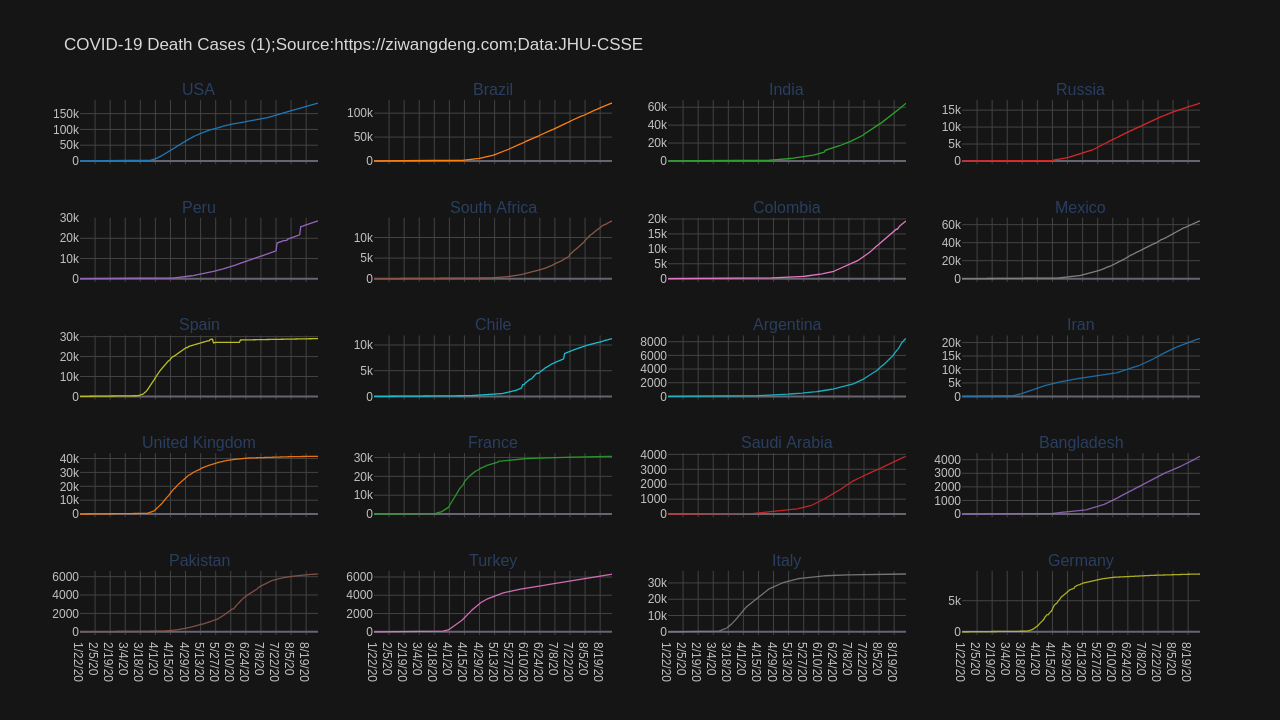 COVID-19 Death Cases (1);Source:https://ziwangdeng.com;Data:JHU-CSSE
USA Brazil India Russia
150k 100k 50k 0
100k 50k 0
60k 40k 20k 0
15k 10k 5k 0
Peru South Africa Colombia Mexico
30k 20k 10k 0
10k 5k 0
20k 15k 10k 5k 0
60k 40k 20k 0
Spain Chile Argentina Iran
30k 20k 10k 0
10k 5k 0
8000 6000 4000 2000 0
20k 15k 10k 5k 0
United Kingdom France Saudi Arabia Bangladesh
40k 30k 20k 10k 0
30k 20k 10k 0
4000 3000 2000 1000 0
4000 3000 2000 1000 0
Pakistan Turkey Italy Germany
6000 4000 2000 0
6000 4000 2000 0
30k 20k 10k 0
5k 0
1/22/20 2/5/20 2/19/20 3/4/20 3/18/20 4/1/20 4/15/20 4/29/20 5/13/20 5/27/20 6/10/20 6/24/20 7/8/20 7/22/20 8/5/20 8/19/20
1/22/20 2/5/20 2/19/20 3/4/20 3/18/20 4/1/20 4/15/20 4/29/20 5/13/20 5/27/20 6/10/20 6/24/20 7/8/20 7/22/20 8/5/20 8/19/20
1/22/20 2/5/20 2/19/20 3/4/20 3/18/20 4/1/20 4/15/20 4/29/20 5/13/20 5/27/20 6/10/20 6/24/20 7/8/20 7/22/20 8/5/20 8/19/20
1/22/20 2/5/20 2/19/20 3/4/20 3/18/20 4/1/20 4/15/20 4/29/20 5/13/20 5/27/20 6/10/20 6/24/20 7/8/20 7/22/20 8/5/20 8/19/20